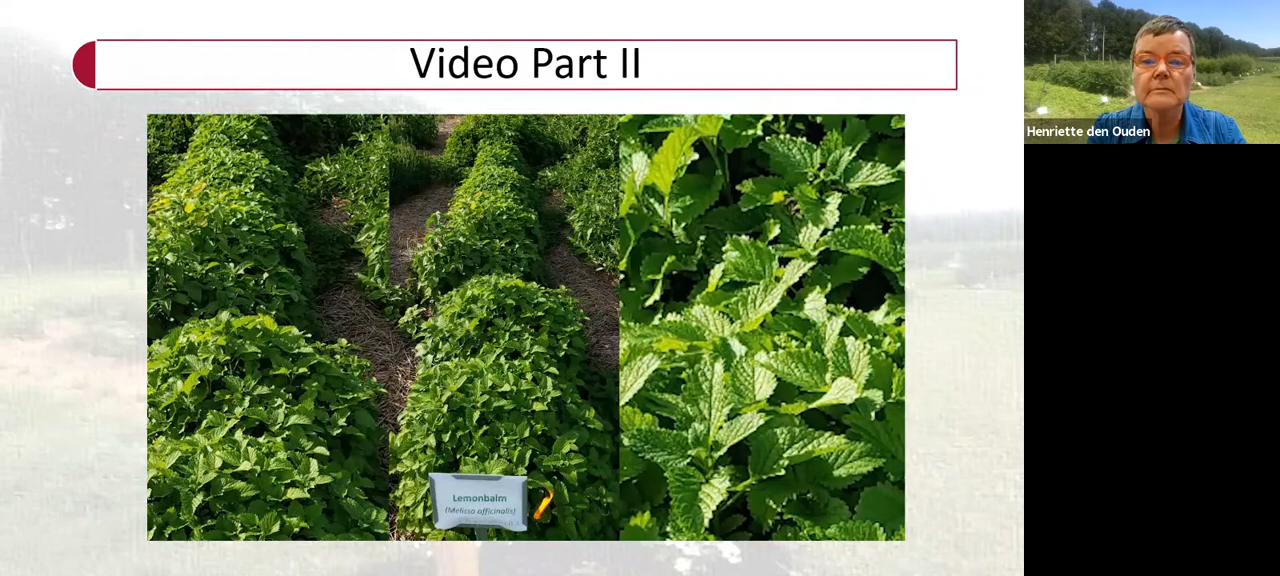 Video Part II
Henriette den Ouden
Lemonbalm
(Melissa officinalis)